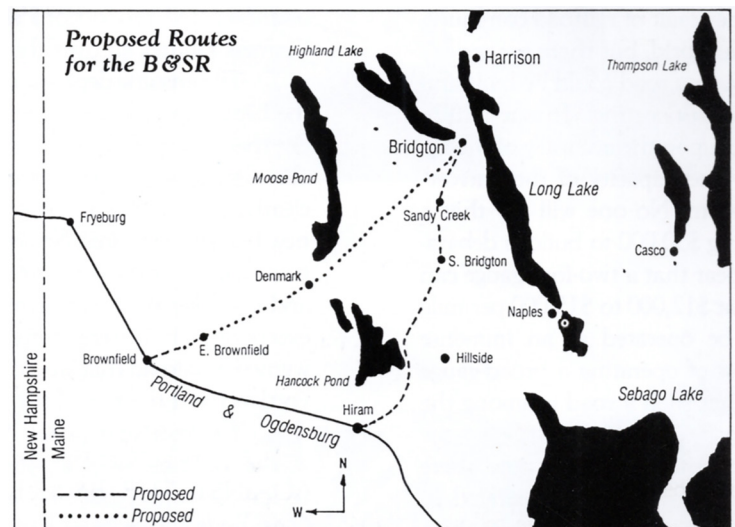 Proposed Routes
for the B&SR
Highland Lake
Harrison
Thompson Lake
Bridgton
Moose Pond
Long Lake
Sandy Creek
Fryeburg
Casco
S. Bridgton
Denmark
Naples
E. Brownfield
Brownfield
Hillside
Hancock Pond
Sebago Lake
Portland & Ogdensburg
Hiram
New Hampshire
Maine
N
W
Proposed
Proposed